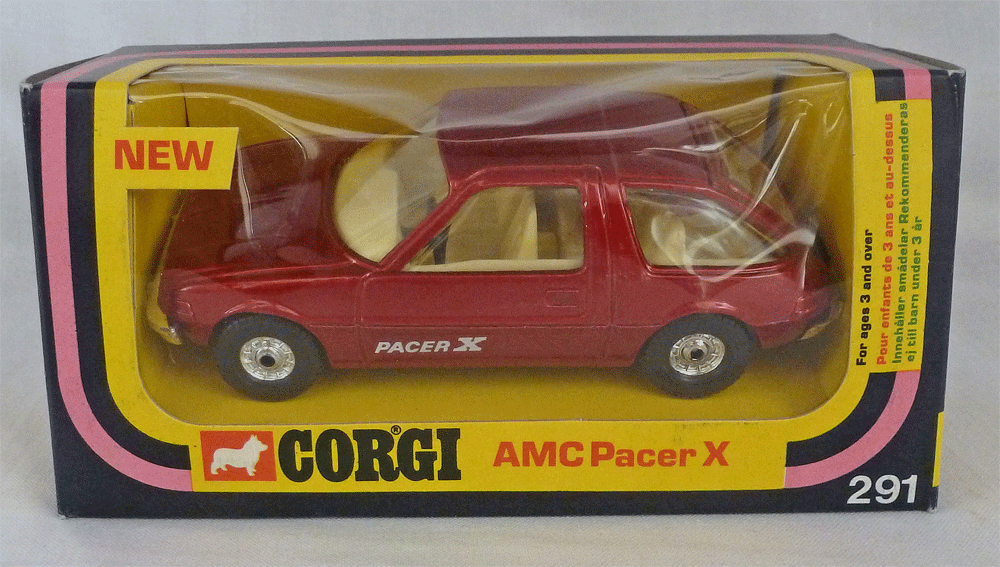 NEW
PACER X
For ages 3 and over
Pour enfants de 3 ans et au-dessus
Innehåller smådelar Rekommenderas
ej till barn under 3 år
CORGI®
AMC Pacer X
291